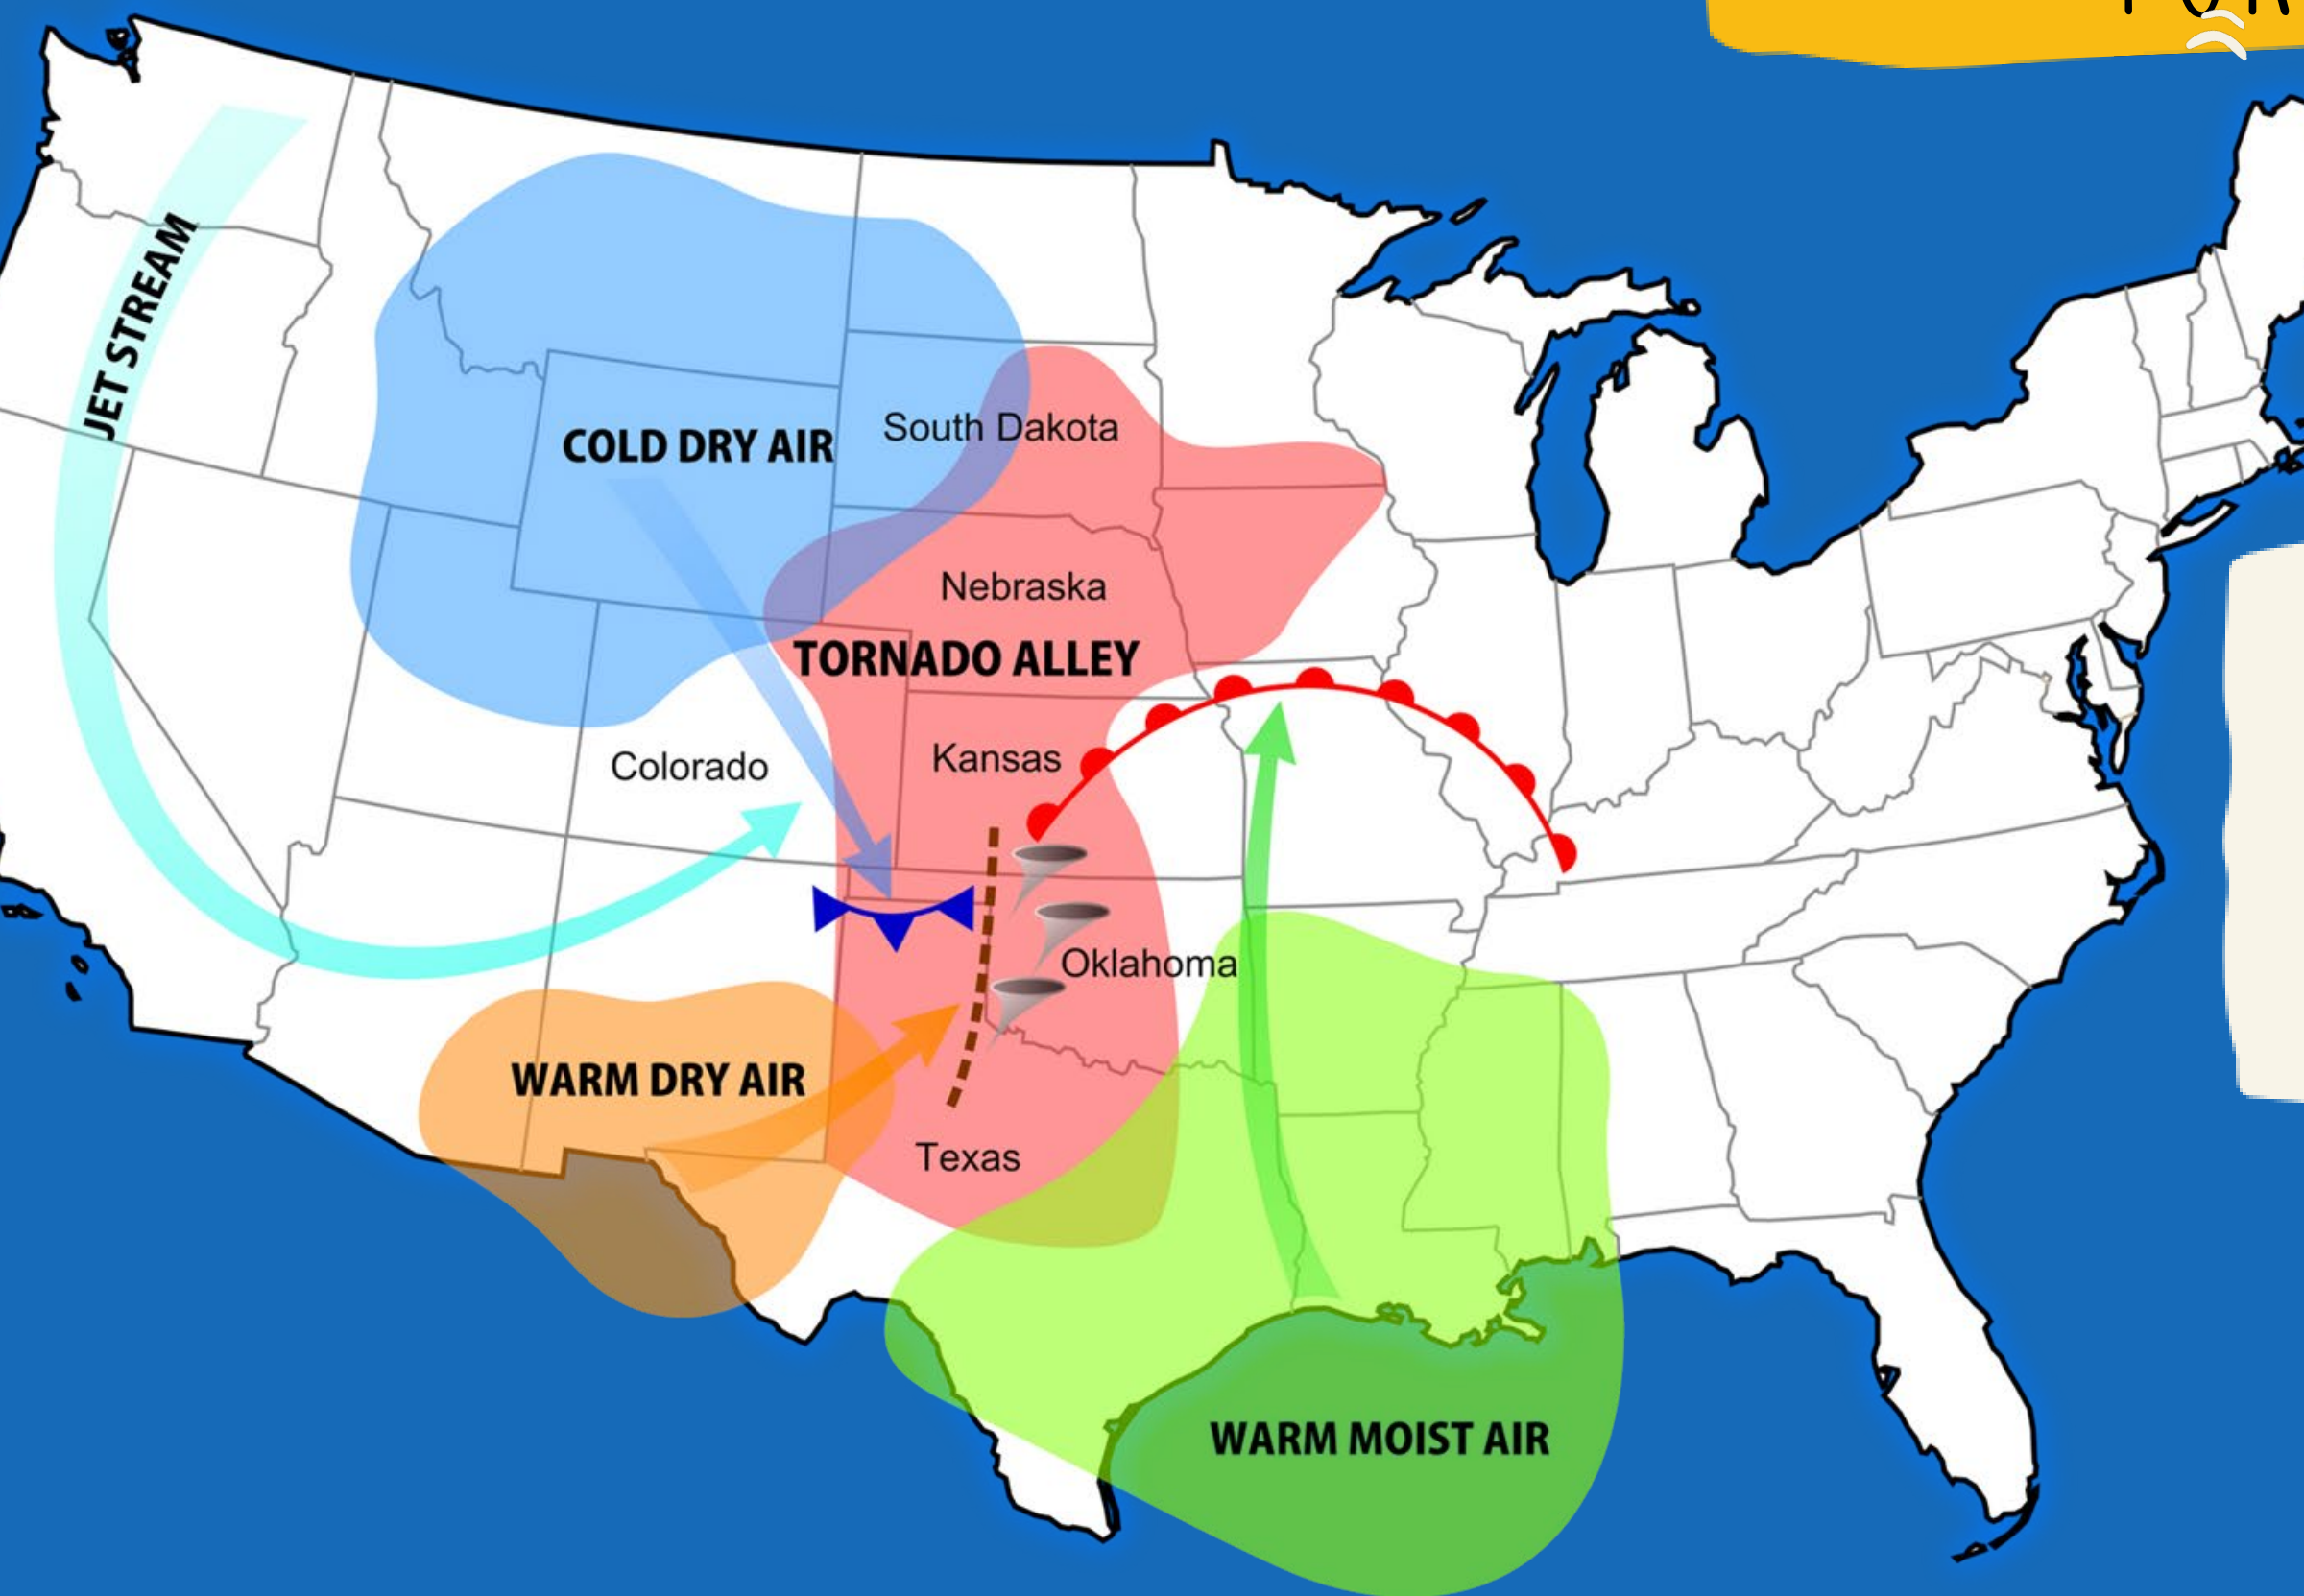 JET STREAM
COLD DRY AIR
South Dakota
Nebraska
TORNADO ALLEY
Colorado
Kansas
Oklahoma
WARM DRY AIR
Texas
WARM MOIST AIR